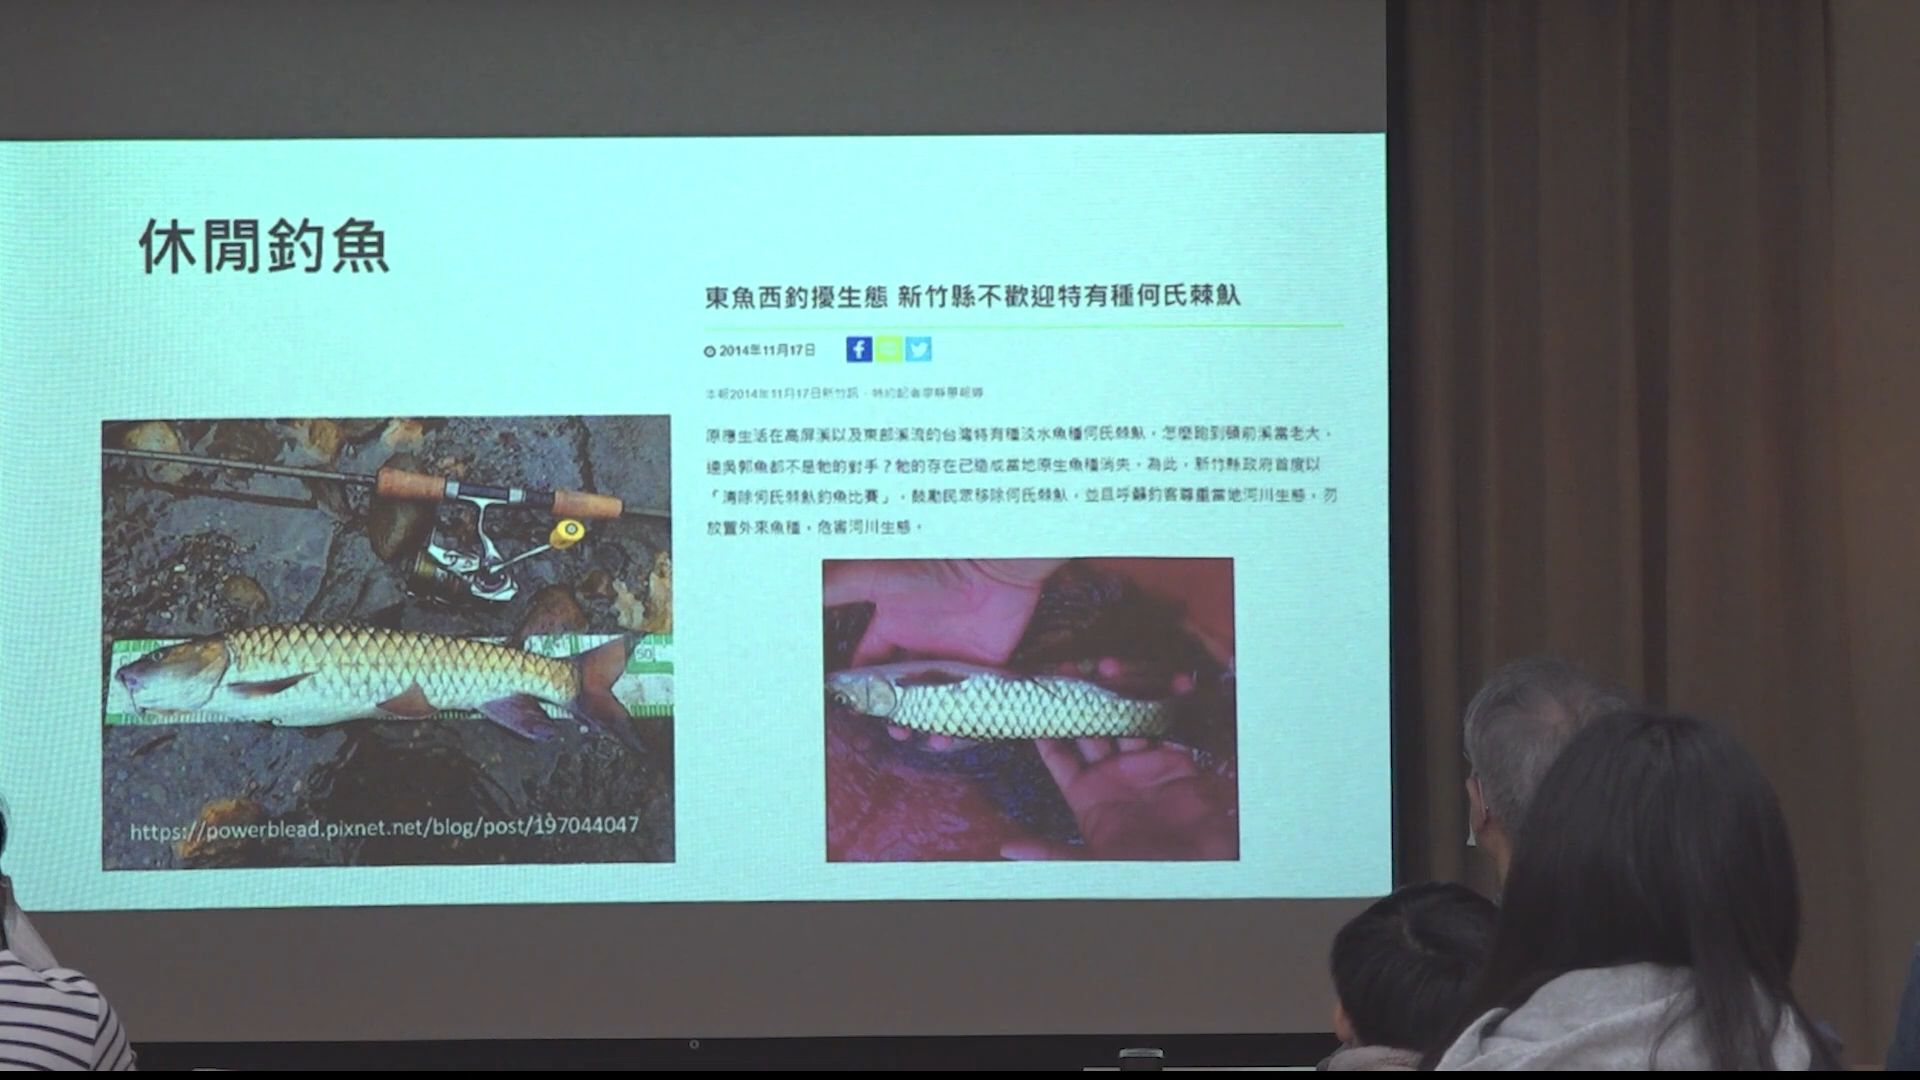 休閒釣魚
東魚西釣擾生態 新竹縣不歡迎特有種何氏棘魞
2014年11月17日
本報2014年11月17日新竹訊，特約記者廖靜蕙報導
原應生活在高屏溪以及東部溪流的台灣特有種淡水魚種何氏棘魞，怎麼跑到頭前溪當老大，
連吳郭魚都不是牠的對手？牠的存在已造成當地原生魚種消失，為此，新竹縣政府首度以
「清除何氏棘魞釣魚比賽」，鼓勵民眾移除何氏棘魞，並且呼籲釣客尊重當地河川生態，勿
放置外來魚種，危害河川生態。
50
https://powerblead.pixnet.net/blog/post/197044047